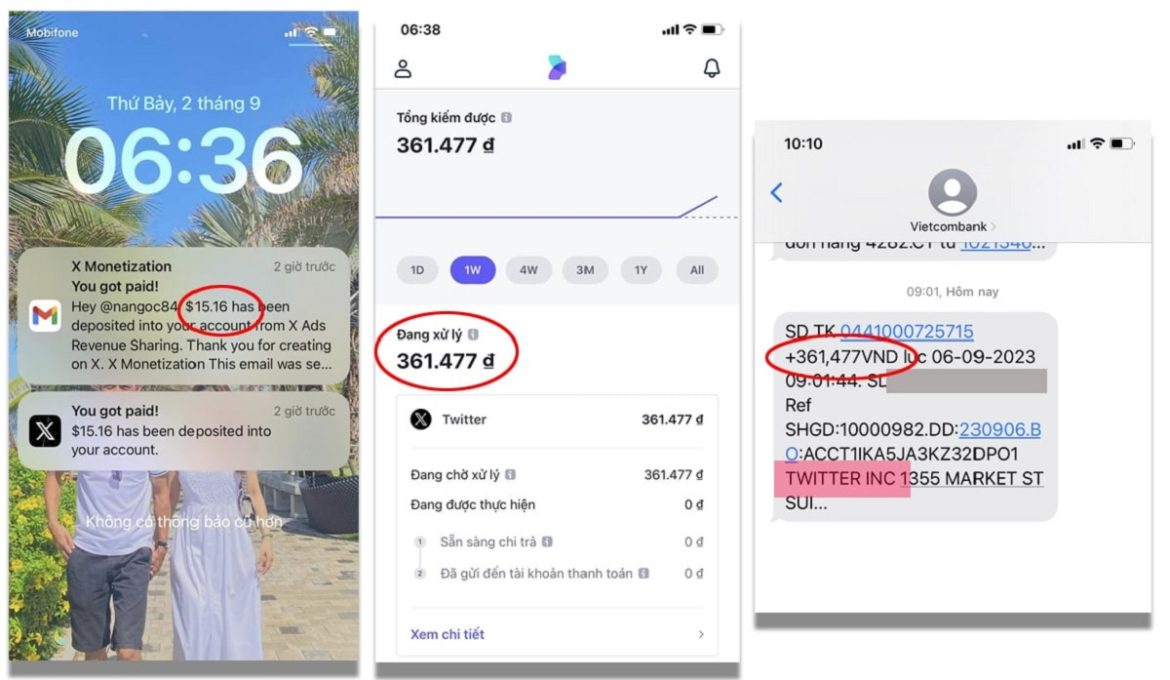 Mobifone
Thứ Bảy, 2 tháng 9
06:36
X Monetization 2 giờ trước
You got paid!
Hey @nangoc84 $15.16 has been
deposited into your account from X Ads
Revenue Sharing. Thank you for creating
on X. X Monetization This email was se...
You got paid! 2 giờ trước
$15.16 has been deposited into
your account.
Không có thông báo cũ hơn
06:38
Tổng kiếm được
361.477 đ
1D 1W 4W 3M 1Y All
Đang xử lý
361.477 đ
Twitter 361.477 đ
Đang chờ xử lý 361.477 đ
Đang được thực hiện 0 đ
1 Sẵn sàng chi trả 0 đ
2 Đã gửi đến tài khoản thanh toán 0 đ
Xem chi tiết
10:10
Vietcombank
09:01, Hôm nay
SD TK 0441000725715
+361,477VND lúc 06-09-2023
09:01:44. SD
Ref
SHGD:10000982.DD:230906.B
O:ACCT1IKA5JA3KZ32DPO1
TWITTER INC 1355 MARKET ST
SUI...